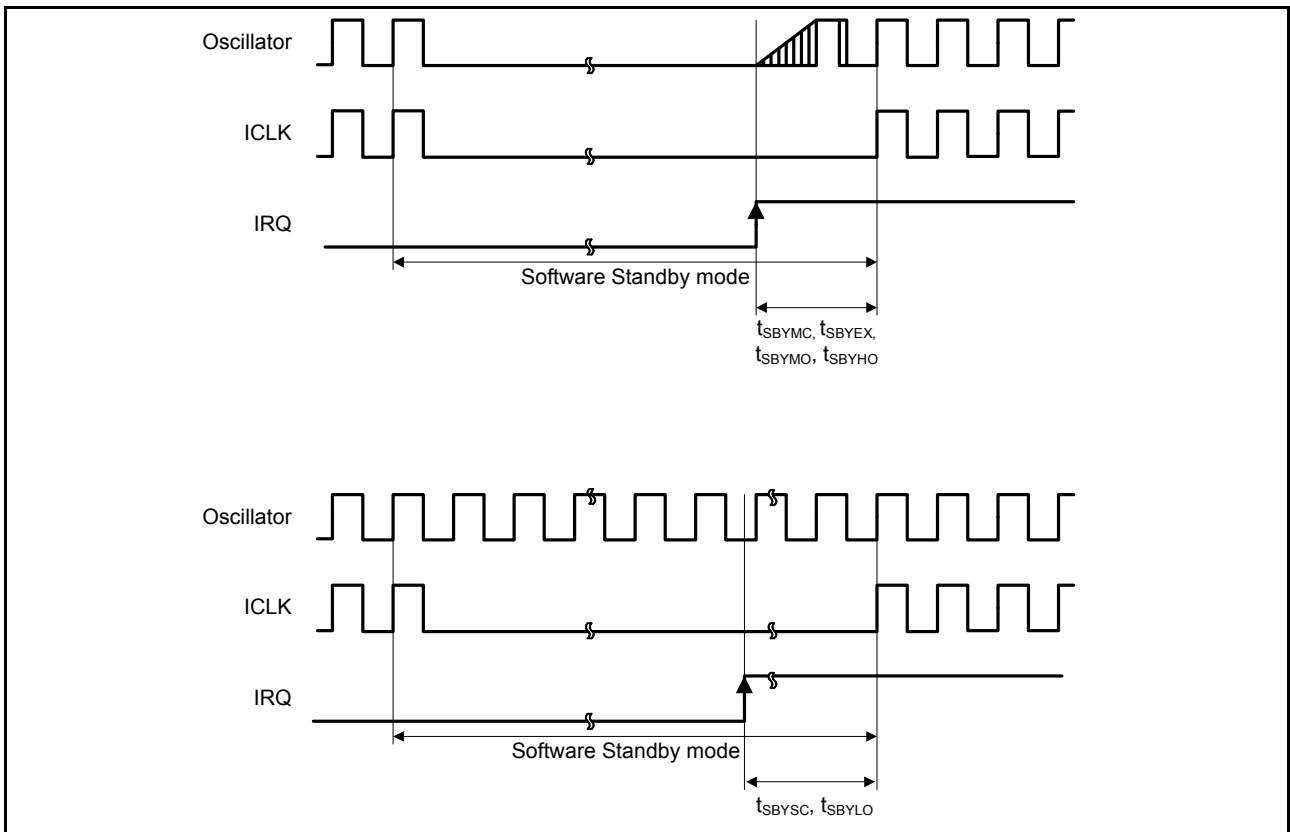 Oscillator
ICLK
IRQ
Software Standby mode
tSBYMC, tSBYEX,
tSBYMO, tSBYHO
Oscillator
ICLK
IRQ
Software Standby mode
tSBYSC, tSBYLO